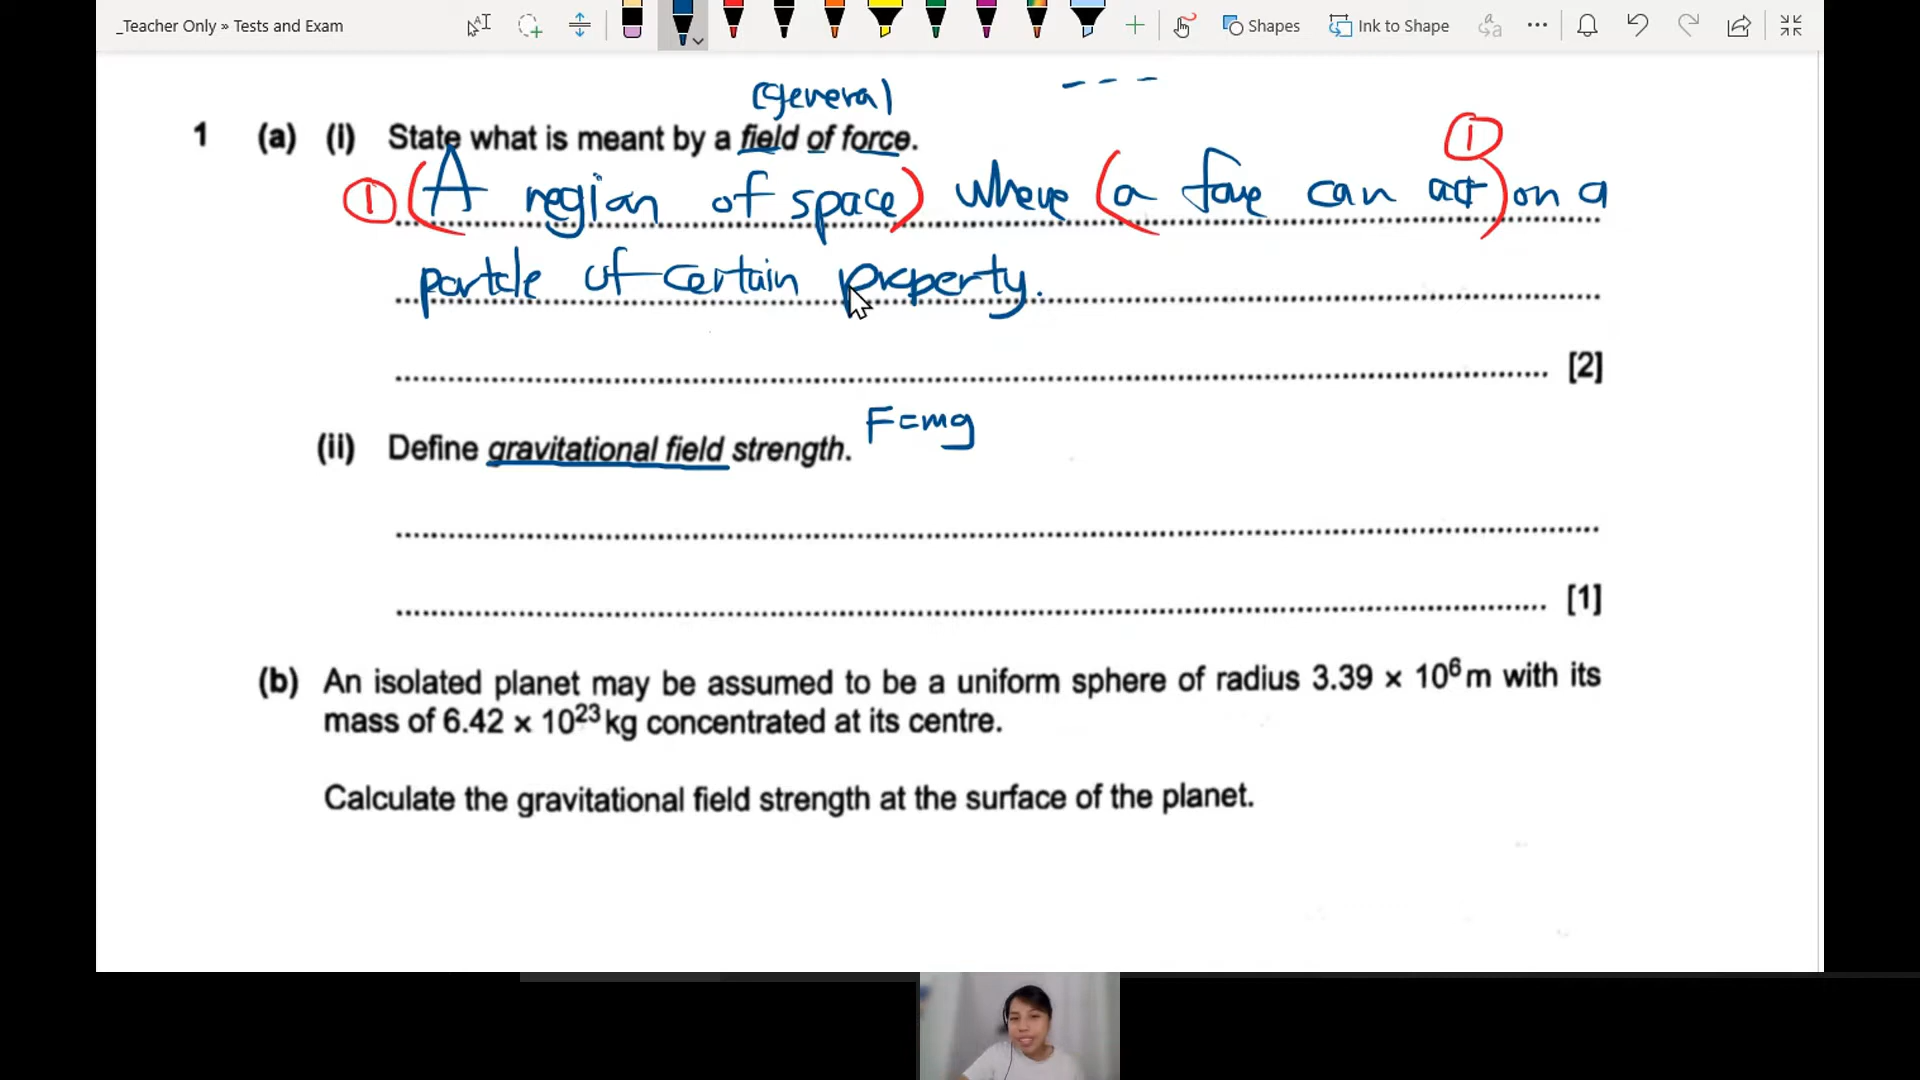 _Teacher Only » Tests and Exam
Shapes
Ink to Shape
(general)
1 (a) (i) State what is meant by a field of force.
① (A region of space) where (a force can act) on a ①
particle of certain property.
[2]
(ii) Define gravitational field strength. F=mg
[1]
(b) An isolated planet may be assumed to be a uniform sphere of radius 3.39 × 10⁶ m with its
mass of 6.42 × 10²³ kg concentrated at its centre.
Calculate the gravitational field strength at the surface of the planet.